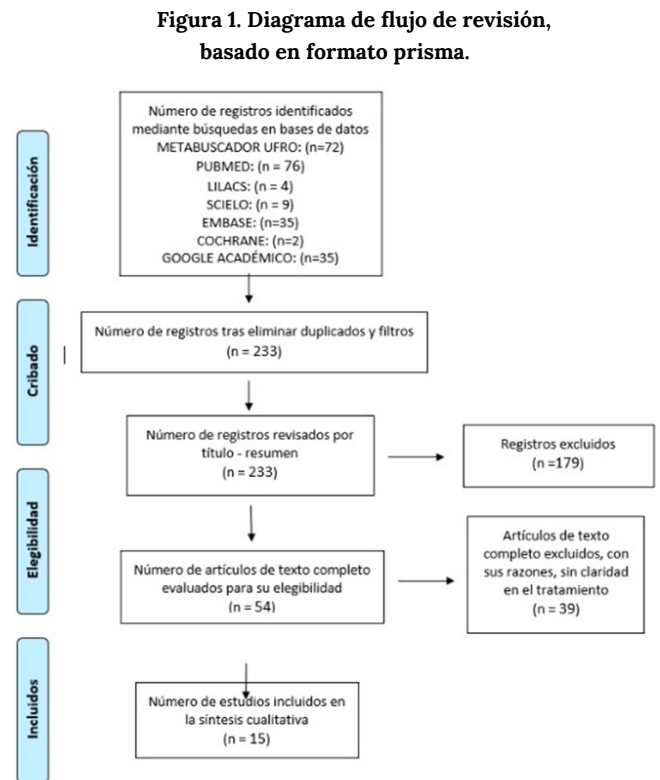 Figura 1. Diagrama de flujo de revisión,
basado en formato prisma.
Identificación
Número de registros identificados
mediante búsquedas en bases de datos
METABUSCADOR UFRO: (n=72)
PUBMED: (n = 76)
LILACS: (n = 4)
SCIELO: (n = 9)
EMBASE: (n=35)
COCHRANE: (n=2)
GOOGLE ACADÉMICO: (n=35)
Cribado
Número de registros tras eliminar duplicados y filtros
(n = 233)
Número de registros revisados por
título - resumen
(n = 233)
Registros excluidos
(n =179)
Elegibilidad
Número de artículos de texto completo
evaluados para su elegibilidad
(n = 54)
Artículos de texto
completo excluidos, con
sus razones, sin claridad
en el tratamiento
(n = 39)
Incluidos
Número de estudios incluidos en
la síntesis cualitativa
(n = 15)